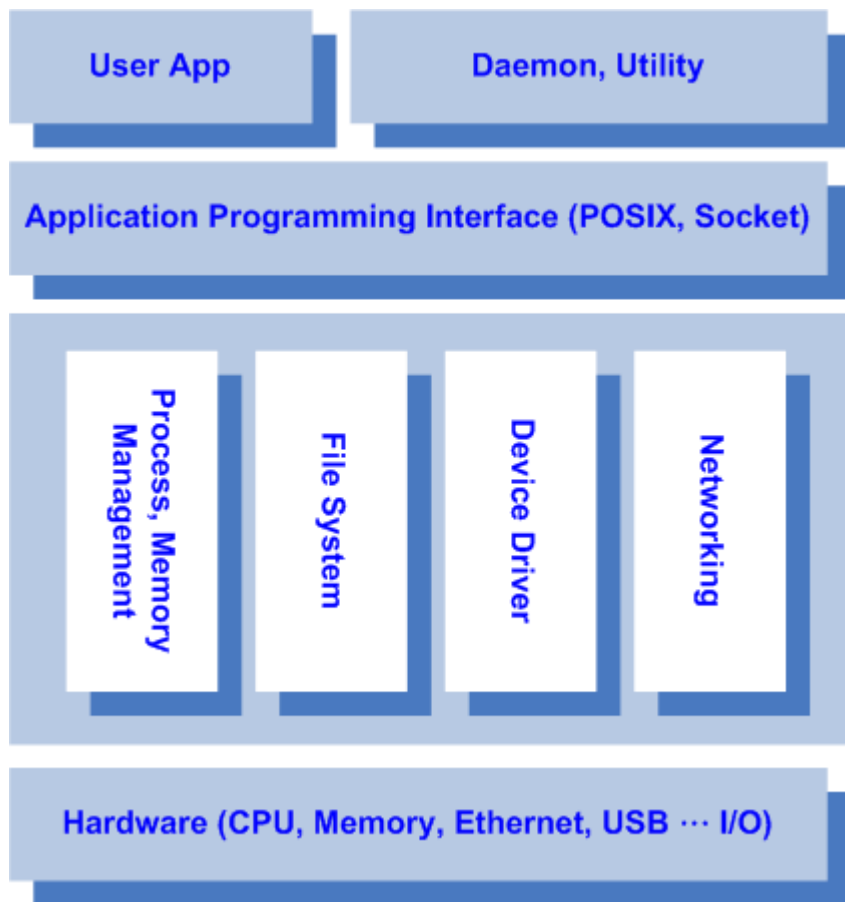 User App
Daemon, Utility
Application Programming Interface (POSIX, Socket)
Process, Memory
Management
File System
Device Driver
Networking
Hardware (CPU, Memory, Ethernet, USB ··· I/O)